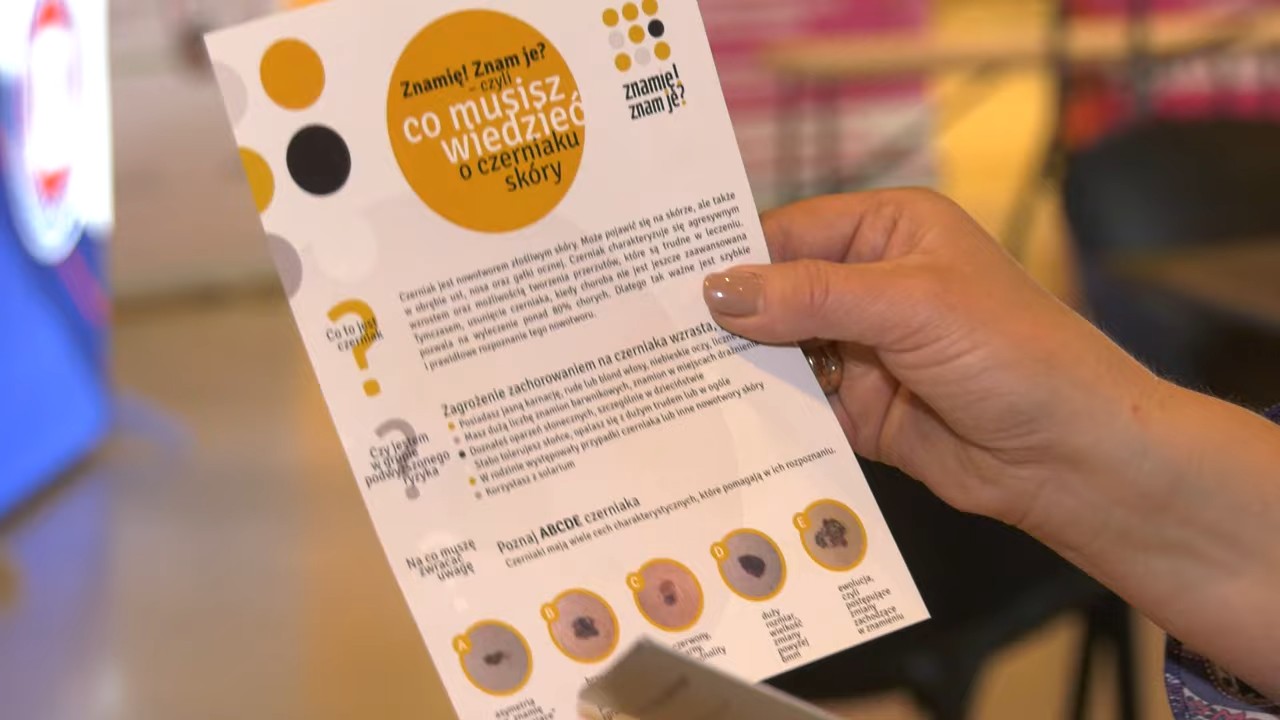 Znamię! Znam je?
– czyli
co musisz
wiedzieć
o czerniaku
skóry
znamię!
znam je?
Co to jest
czerniak
Czerniak jest nowotworem złośliwym skóry. Może pojawić się na skórze, ale także
w obrębie ust, nosa oraz gałki ocznej. Czerniak charakteryzuje się agresywnym
wzrostem oraz możliwością tworzenia przerzutów, które są trudne w leczeniu.
Tymczasem, usunięcie czerniaka, kiedy choroba nie jest jeszcze zaawansowana
pozwala na wyleczenie ponad 80% chorych. Dlatego tak ważne jest szybkie
i prawidłowe rozpoznanie tego nowotworu.
Czy jestem
w grupie
podwyższonego
ryzyka
Zagrożenie zachorowaniem na czerniaka wzrasta,
Posiadasz jasną karnację, rude lub blond włosy, niebieskie oczy,
Masz dużą liczbę znamion barwnikowych, znamion w miejscach drażnienia
Doznałeś oparzeń słonecznych, szczególnie w dzieciństwie
Słabo tolerujesz słońce, opalasz się z dużym trudem lub w ogóle
W rodzinie występowały przypadki czerniaka lub inne nowotwory skóry
Korzystasz z solarium
Na co muszę
zwracać
uwagę
Poznaj ABCDE czerniaka
Czerniaki mają wiele cech charakterystycznych, które pomagają w ich rozpoznaniu.
A
B
C
D
E
asymetria
czerwony,
duży
rozmiar,
wielkość
zmiany
powyżej
6mm
ewolucja,
czyli
postępujące
zmiany
zachodzące
w znamieniu